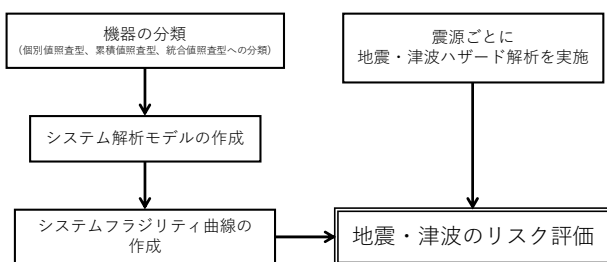 機器の分類
(個別値照査型、累積値照査型、統合値照査型への分類)
震源ごとに
地震・津波ハザード解析を実施
システム解析モデルの作成
システムフラジリティ曲線の
作成
地震・津波のリスク評価